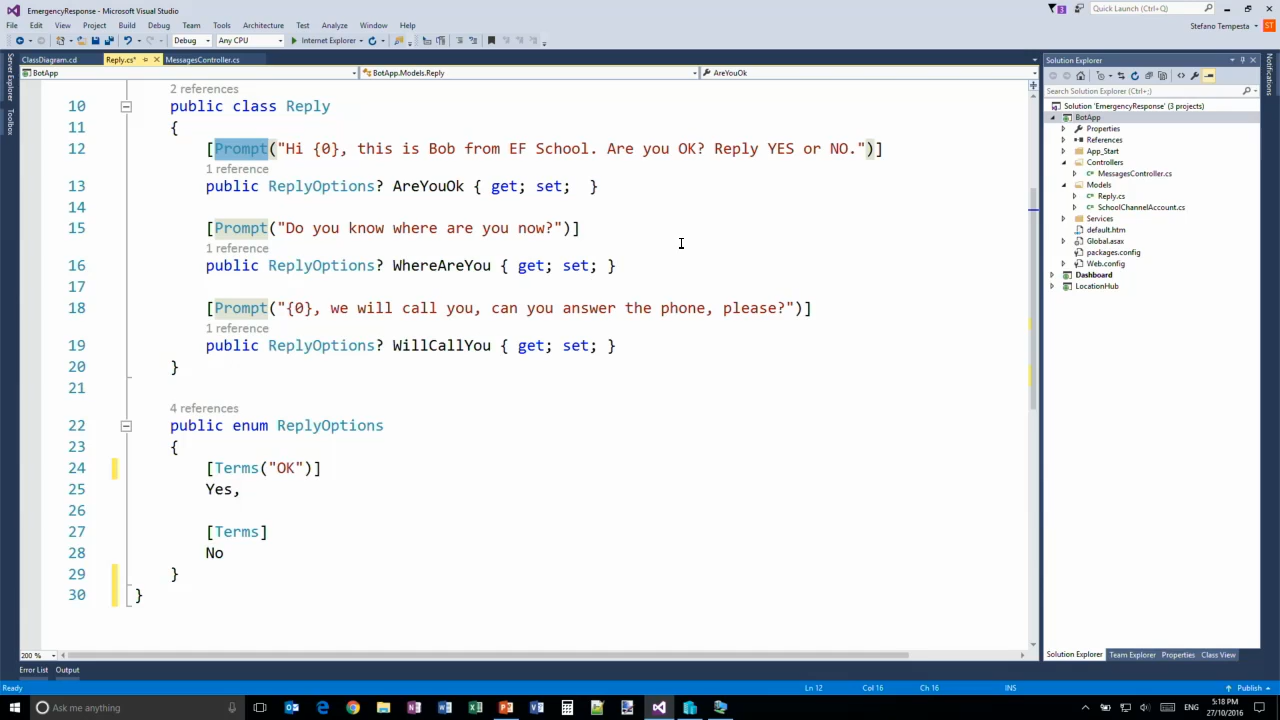 EmergencyResponse - Microsoft Visual Studio
3
Quick Launch (Ctrl+Q)
File Edit View Project Build Debug Team Tools Architecture Test Analyze Window Help
Stefano Tempesta ST
Debug Any CPU Internet Explorer
Server Explorer
Toolbox
ClassDiagram.cd Reply.cs* MessagesController.cs
BotApp BotApp.Models.Reply AreYouOk
2 references
10 public class Reply
11 {
12 [Prompt("Hi {0}, this is Bob from EF School. Are you OK? Reply YES or NO.")]
1 reference
13 public ReplyOptions? AreYouOk { get; set; }
14
15 [Prompt("Do you know where are you now?")]
1 reference
16 public ReplyOptions? WhereAreYou { get; set; }
17
18 [Prompt("{0}, we will call you, can you answer the phone, please?")]
1 reference
19 public ReplyOptions? WillCallYou { get; set; }
20 }
21
4 references
22 public enum ReplyOptions
23 {
24 [Terms("OK")]
25 Yes,
26
27 [Terms]
28 No
29 }
30 }
200 %
Solution Explorer
Search Solution Explorer (Ctrl+;)
Solution 'EmergencyResponse' (3 projects)
BotApp
Properties
References
App_Start
Controllers
MessagesController.cs
Models
Reply.cs
SchoolChannelAccount.cs
Services
default.htm
Global.asax
packages.config
Web.config
Dashboard
LocationHub
Solution Explorer Team Explorer Properties Class View
Notifications
Error List Output
Ready Ln 12 Col 16 Ch 16 INS Publish
Ask me anything
ENG
5:18 PM
27/10/2016